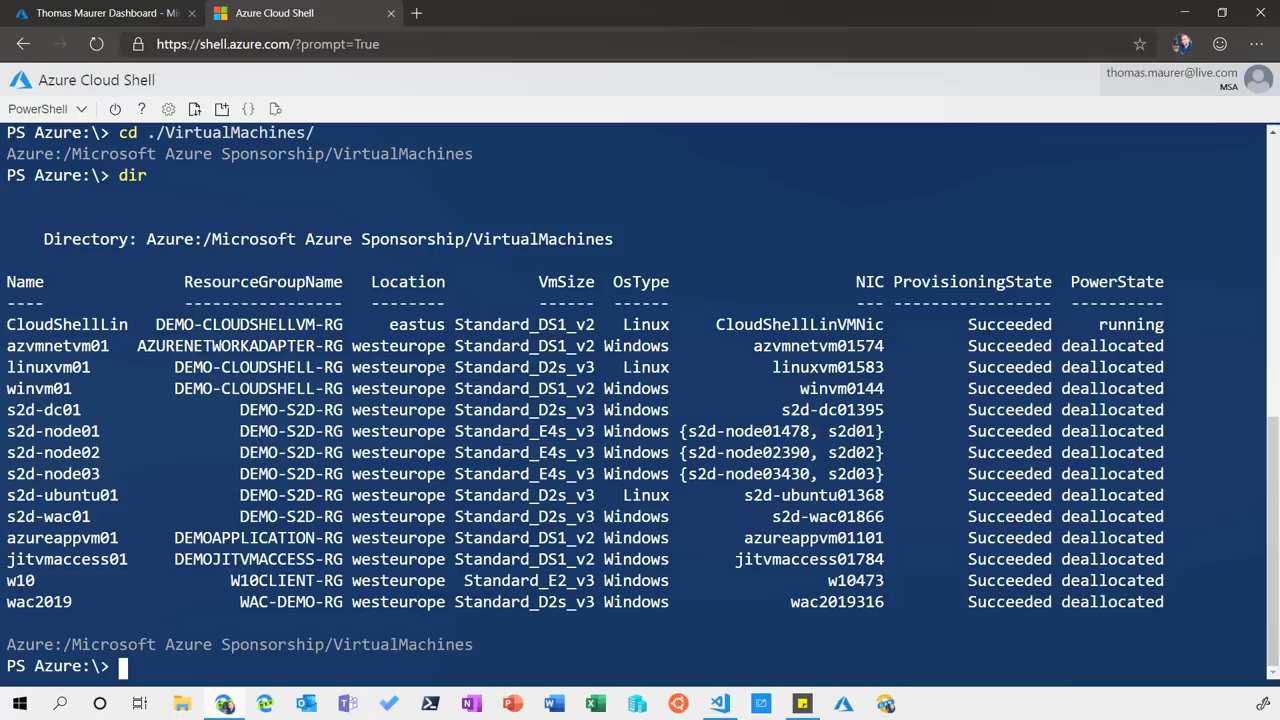 Thomas Maurer Dashboard - Mi
Azure Cloud Shell
https://shell.azure.com/?prompt=True
Azure Cloud Shell
thomas.maurer@live.com
MSA
PowerShell
PS Azure:\> cd ./VirtualMachines/
Azure:/Microsoft Azure Sponsorship/VirtualMachines
PS Azure:\> dir
Directory: Azure:/Microsoft Azure Sponsorship/VirtualMachines
Name ResourceGroupName Location VmSize OsType NIC ProvisioningState PowerState
---- ----------------- -------- ------ ------ --- ----------------- ----------
CloudShellLin DEMO-CLOUDSHELLVM-RG eastus Standard_DS1_v2 Linux CloudShellLinVMNic Succeeded running
azvmnetvm01 AZURENETWORKADAPTER-RG westeurope Standard_DS1_v2 Windows azvmnetvm01574 Succeeded deallocated
linuxvm01 DEMO-CLOUDSHELL-RG westeurope Standard_D2s_v3 Linux linuxvm01583 Succeeded deallocated
winvm01 DEMO-CLOUDSHELL-RG westeurope Standard_DS1_v2 Windows winvm0144 Succeeded deallocated
s2d-dc01 DEMO-S2D-RG westeurope Standard_D2s_v3 Windows s2d-dc01395 Succeeded deallocated
s2d-node01 DEMO-S2D-RG westeurope Standard_E4s_v3 Windows {s2d-node01478, s2d01} Succeeded deallocated
s2d-node02 DEMO-S2D-RG westeurope Standard_E4s_v3 Windows {s2d-node02390, s2d02} Succeeded deallocated
s2d-node03 DEMO-S2D-RG westeurope Standard_E4s_v3 Windows {s2d-node03430, s2d03} Succeeded deallocated
s2d-ubuntu01 DEMO-S2D-RG westeurope Standard_D2s_v3 Linux s2d-ubuntu01368 Succeeded deallocated
s2d-wac01 DEMO-S2D-RG westeurope Standard_D2s_v3 Windows s2d-wac01866 Succeeded deallocated
azureappvm01 DEMOAPPLICATION-RG westeurope Standard_DS1_v2 Windows azureappvm01101 Succeeded deallocated
jitvmaccess01 DEMOJITVMACCESS-RG westeurope Standard_DS1_v2 Windows jitvmaccess01784 Succeeded deallocated
w10 W10CLIENT-RG westeurope Standard_E2_v3 Windows w10473 Succeeded deallocated
wac2019 WAC-DEMO-RG westeurope Standard_D2s_v3 Windows wac2019316 Succeeded deallocated
Azure:/Microsoft Azure Sponsorship/VirtualMachines
PS Azure:\>